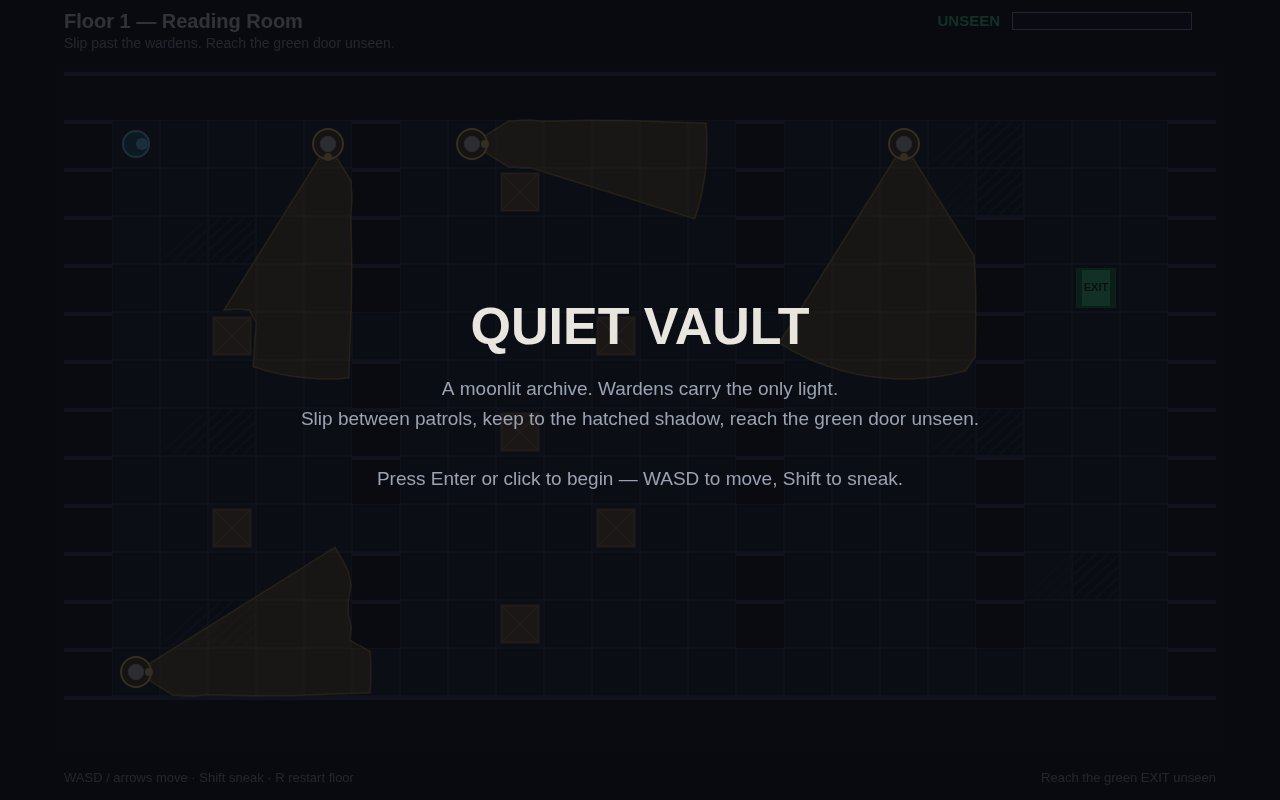 Floor 1 — Reading Room
UNSEEN
Slip past the wardens. Reach the green door unseen.
EXIT
QUIET VAULT
A moonlit archive. Wardens carry the only light.
Slip between patrols, keep to the hatched shadow, reach the green door unseen.
Press Enter or click to begin — WASD to move, Shift to sneak.
WASD / arrows move · Shift sneak · R restart floor
Reach the green EXIT unseen